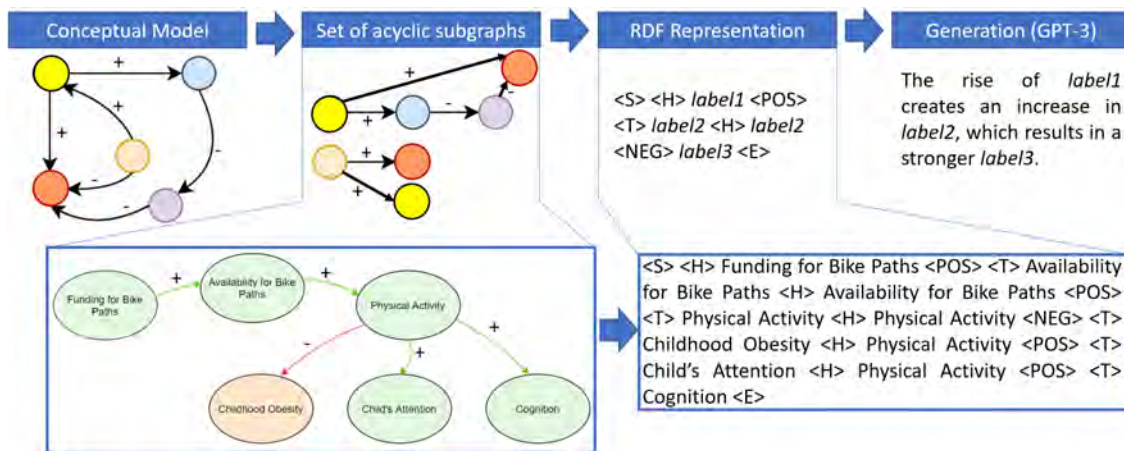 Conceptual Model
Set of acyclic subgraphs
RDF Representation
Generation (GPT-3)
+
+
+
-
-
-
+
+
-
-
+
+
<S> <H> label1 <POS>
<T> label2 <H> label2
<NEG> label3 <E>
The rise of label1
creates an increase in
label2, which results in a
stronger label3.
Funding for Bike
Paths
+
Availability for Bike
Paths
+
Physical Activity
-
+
+
Childhood Obesity
Child's Attention
Cognition
<S> <H> Funding for Bike Paths <POS> <T> Availability
for Bike Paths <H> Availability for Bike Paths <POS>
<T> Physical Activity <H> Physical Activity <NEG> <T>
Childhood Obesity <H> Physical Activity <POS> <T>
Child's Attention <H> Physical Activity <POS> <T>
Cognition <E>